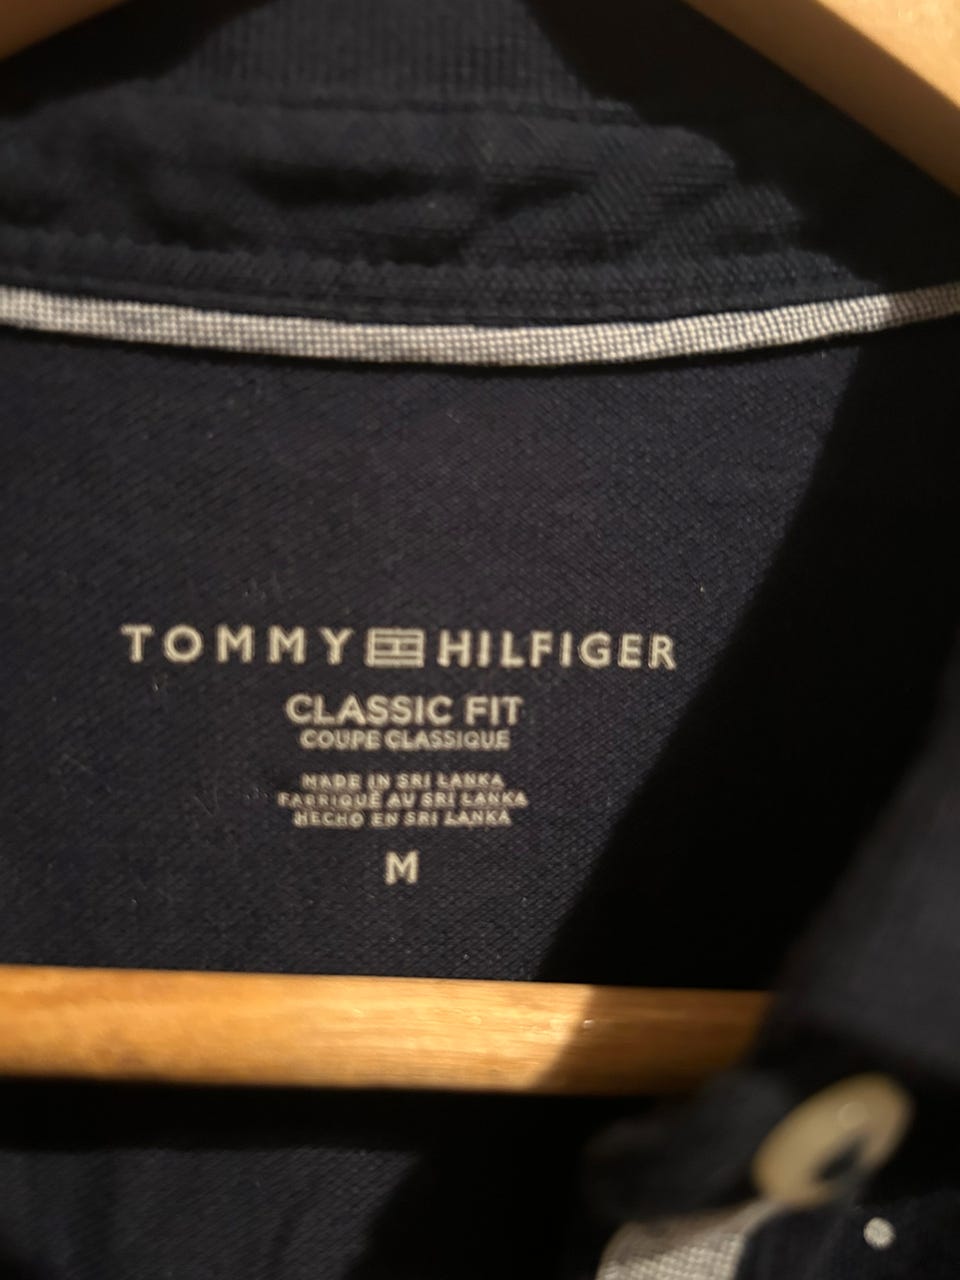 TOMMY HILFIGER
CLASSIC FIT
COUPE CLASSIQUE
MADE IN SRI LANKA
FABRIQUÉ AU SRI LANKA
HECHO EN SRI LANKA
M